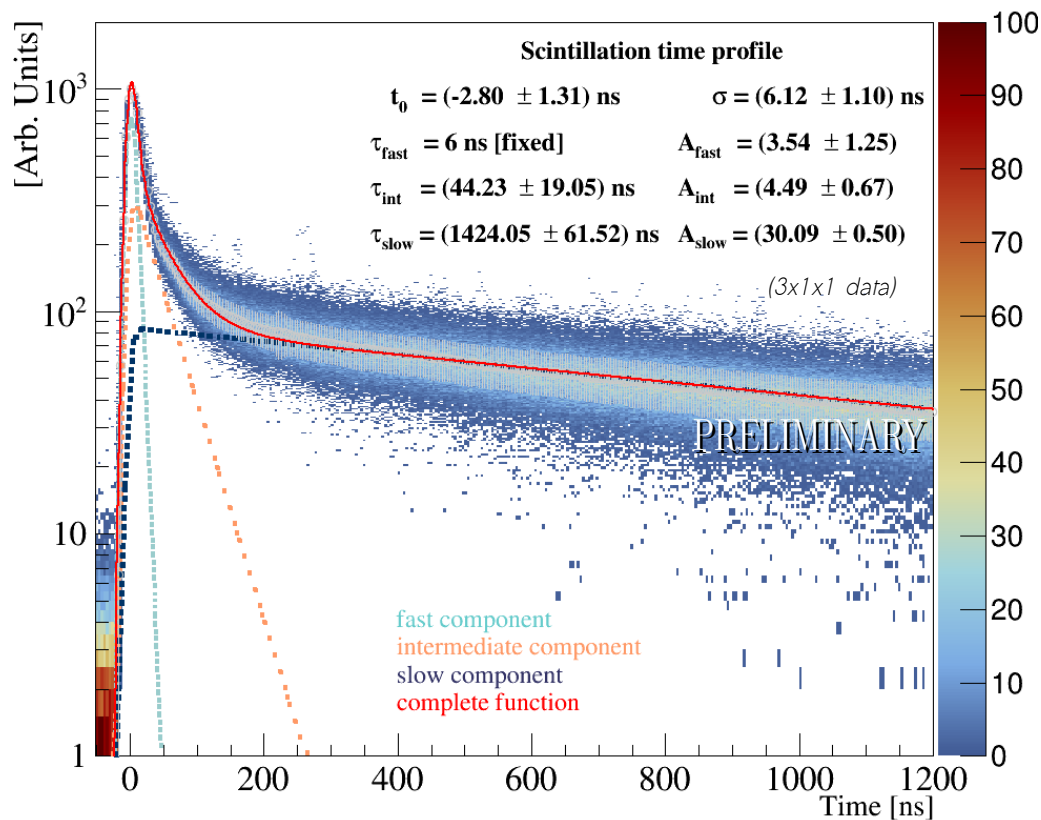 [Arb. Units]
Scintillation time profile
t0 = (-2.80 ± 1.31) ns
σ = (6.12 ± 1.10) ns
τfast = 6 ns [fixed]
Afast = (3.54 ± 1.25)
τint = (44.23 ± 19.05) ns
Aint = (4.49 ± 0.67)
τslow = (1424.05 ± 61.52) ns
Aslow = (30.09 ± 0.50)
(3x1x1 data)
PRELIMINARY
fast component
intermediate component
slow component
complete function
10³
10²
10
1
0 200 400 600 800 1000 1200
Time [ns]
100
90
80
70
60
50
40
30
20
10
0